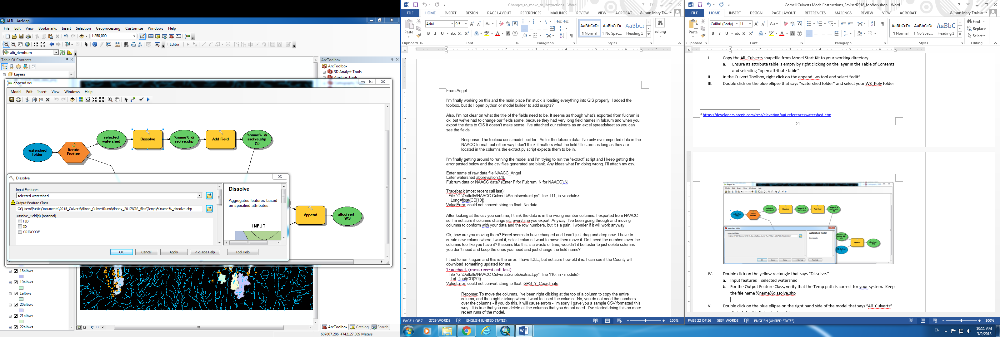 ALB - ArcMap
File Edit View Bookmarks Insert Selection Geoprocessing Customize Windows Help
1:250,000
Editor
alb_demburn
Table Of Contents
Layers
ArcToolbox
ArcToolbox
3D Analyst Tools
Analysis Tools
append ws
Model Edit Insert View Windows Help
watershed folder
Iterate Feature
selected watershed
Dissolve
%name%_di ssolve.shp
Add Field
%name%_di ssolve.shp (5)
Append
allculvert_ WS
Dissolve
Input Features
selected watershed
Output Feature Class
C:\Users\Public\Documents\2015_Culvert\Allison_CulvertRuns\Albany_2017\GIS_files\Temp\%name%_dissolve.shp
Dissolve_Field(s) (optional)
FID
ID
GRIDCODE
Dissolve
Aggregates features based
on specified attributes.
INPUT
OK Cancel Apply << Hide Help Tool Help
18albws
19albws
1albws
20albws
21albws
22albws
ArcToolbox Catalog Search
607807.286 4742127.309 Meters
Changes_to_make_to_instructions - Word
FILE HOME INSERT DESIGN PAGE LAYOUT REFERENCES MAILINGS REVIEW VIEW ACROBAT Allison Mary Tr...
Paste
Arial 9.5
AaBbCcDc AaBbCcDc AaBbC
¶ Normal ¶ No Spac... Heading 1
Editing
Clipboard Font Paragraph Styles
From Angel
I'm finally working on this and the main place I'm stuck is loading everything into GIS properly. I added the
toolbox, but do I open python or model builder to add scripts?
Also, I'm not clear on what the title of the fields need to be. It seems as though what's exported from fulcrum is
ok, but we've had to change our fields some, because they had very long field names in fulcrum and when you
export the data to GIS it doesn't make sense. I've attached our culverts as an excel spreadsheet so you can
see the fields.
Response: The toolbox uses model builder. As for the fulcrum data, I've only ever imported data in the
NAACC format, but either way I don't think it matters what the field titles are, as long as they are
located in the columns the extract.py script expects them to be in.
I'm finally getting around to running the model and I'm trying to run the "extract" script and I keep getting the
error pasted below and the csv files generated are blank. Any ideas what I'm doing wrong. I'll attach my csv.
Enter name of raw data file:NAACC_Angel
Enter watershed abbreviation:CIE
Fulcrum data or NAACC data? (Enter F for Fulcrum, N for NAACC):N
Traceback (most recent call last):
File "G:\Outfalls\NAACC Culverts\Scripts\extract.py", line 111, in <module>
Long=float(CD[19])
ValueError: could not convert string to float: No data
After looking at the csv you sent me, I think the data is in the wrong number columns. I exported from NAACC
so I'm not sure if columns change etc everytime you export. Anyway, I've been going through and moving
columns to conform with your data and the row numbers, but it's a pain. I wonder if it will work anyway.
Ok, how are you moving them? Excel seems to have changed and I can't just drag and drop now. I have to
create new column where I want it, select column I want to move then move it. Do I need the numbers over the
columns too like you have it? It seems like this is a waste of time, wouldn't it be faster to just delete columns
you don't need and keep the ones you need and just change the field name?
I tried to run it again and this is the error. I have IDLE, but not sure how old it is. I can see if the County will
download something updated for me.
Traceback (most recent call last):
File "G:\Outfalls\NAACC Culverts\Scripts\extract.py", line 110, in <module>
Lat=float(CD[20])
ValueError: could not convert string to float: GPS_Y_Coordinate
Reponse: To move the columns, I've been right clicking at the top of a column to copy the entire
column, and then right clicking where I want to insert the column. No, you do not need the numbers
over the columns - if you do this, it will cause errors - I'm sorry I gave you a sample CSV formatted this
way. It is true that you can delete all the columns that you do not need. I've started doing this on more
recent runs of the model.
PAGE 1 OF 7 2729 WORDS ENGLISH (UNITED STATES) 100%
Cornell Culverts Model Instructions_Revised2018_forWorkshop - Word
FILE HOME INSERT DESIGN PAGE LAYOUT REFERENCES MAILINGS REVIEW VIEW ACROBAT Allison Mary Truhlar
Paste
Calibri (Body) 11
AaBbCcDc AaBbCcDc AaBbC
¶ Normal ¶ No Spac... Heading 1
Find
Replace
Select
Clipboard Font Paragraph Styles Editing
I. Copy the All_Culverts shapefile from Model Start Kit to your working directory
a. Ensure its attribute table is empty by right clicking on the layer in the Table of Contents
and selecting "open attribute table"
II. In the Culvert Toolbox, right click on the append_ws tool and select "edit"
III. Double click on the blue ellipse that says "watershed folder" and select your WS_Poly folder
3 https://developers.arcgis.com/rest/elevation/api-reference/watershed.htm
21
IV. Double click on the yellow rectangle that says "Dissolve."
a. Input features = selected watershed
b. For the Output Feature Class, verify that the Temp path is correct for your system. Keep
the file name %name%dissolve.shp
V. Double click on the blue ellipse on the right hand side of the model that says "All_Culverts"
a. Select the All_Culverts shapefile
PAGE 22 OF 26 5834 WORDS ENGLISH (UNITED STATES) 100%
EN
10:11 AM
3/9/2018